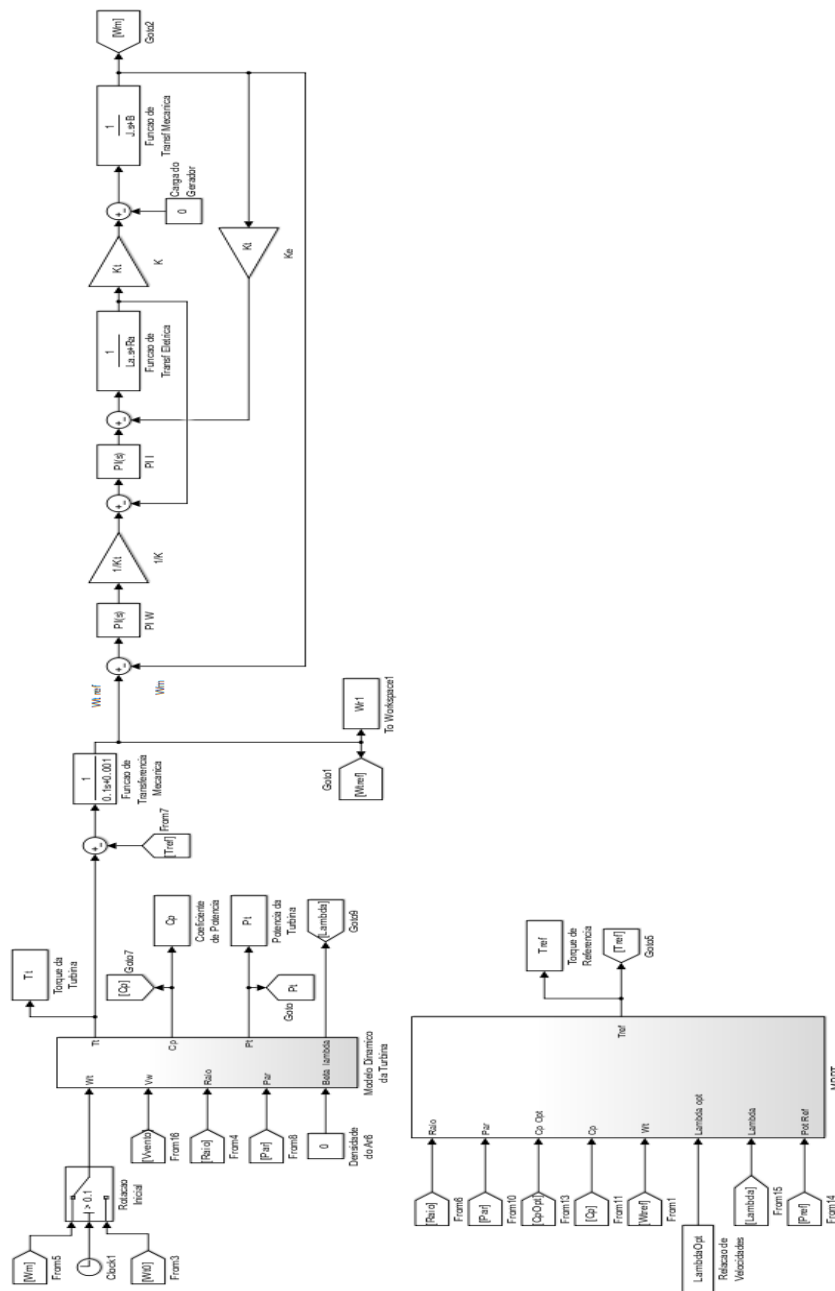 [Wm]
From5
Clock1
[Wt0]
From3
> 0.1
Rotacao
Inicial
[Vvento]
From16
[Raio]
From4
[Par]
From8
0
Densidade
do Ar6
Wt
Vw
Raio
Par
Beta lambda
Tt
Cp
Pt
Modelo Dinamico
da Turbina
Tt
Torque da
Turbina
[Cp]
Goto7
Cp
Coeficiente
de Potencia
Pt
Goto
Pt
Potencia da
Turbina
[Lambda]
Goto9
[Tref]
From7
1
0.1s+0.001
Funcao de
Transferencia
Mecanica
Goto1
[Wtref]
Wr1
To Workspace1
Wt ref
Wm
PI(s)
PI W
1/Kt
1/K
PI(s)
PI I
1
La.s+Ra
Funcao de
Transf Eletrica
Kt
K
0
Carga do
Gerador
1
J.s+B
Funcao de
Transf Mecanica
Kt
Ke
[Wm]
Goto2
[Raio]
From6
[Par]
From10
[CpOpt]
From13
[Cp]
From11
[Wtref]
From1
LambdaOpt
Relacao de
Velocidades
[Lambda]
From15
[Pref]
From14
Raio
Par
Cp Opt
Cp
Wt
Lambda opt
Lambda
Pot Ref
Tref
MPPT
Tref
Torque de
Referencia
[Tref]
Goto5